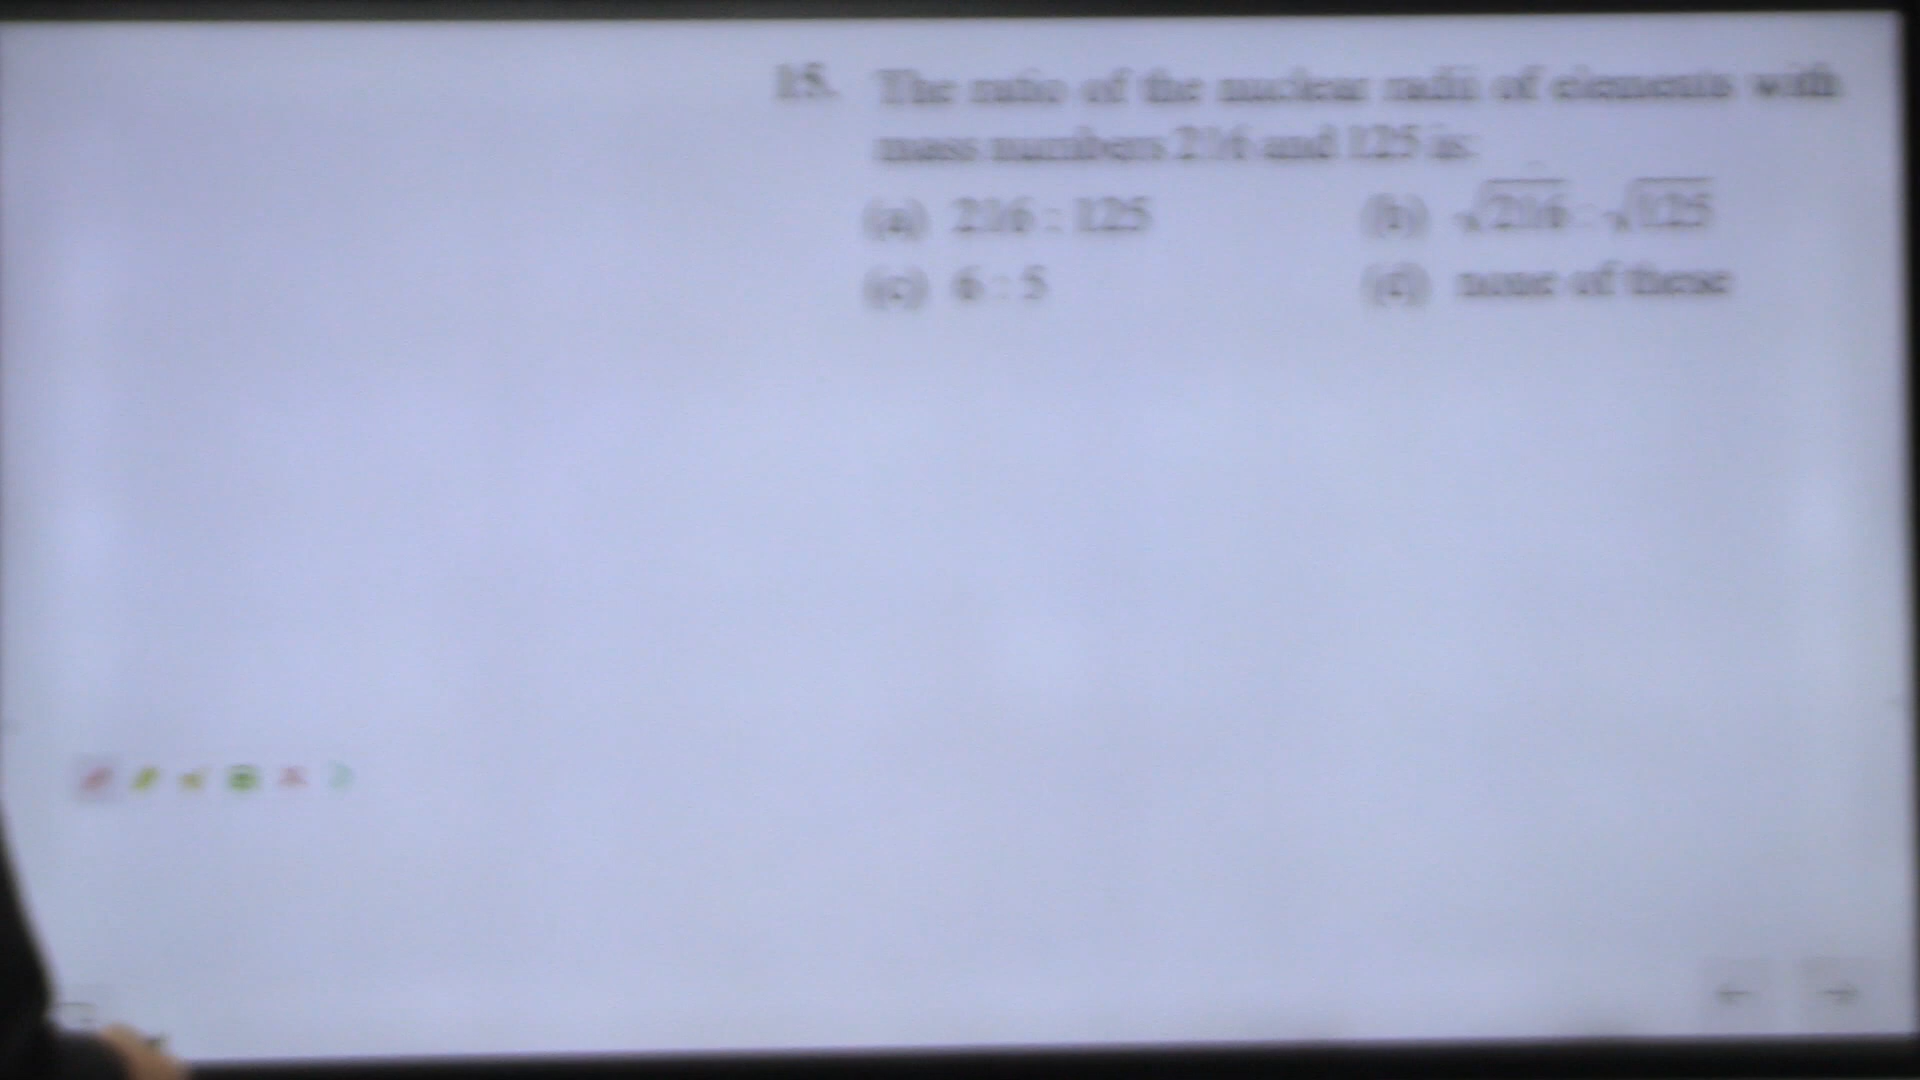 15. The ratio of the nuclear radii of elements with
mass numbers 216 and 125 is:
(a) 216 : 125 (b) √216 : √125
(c) 6 : 5 (d) none of these